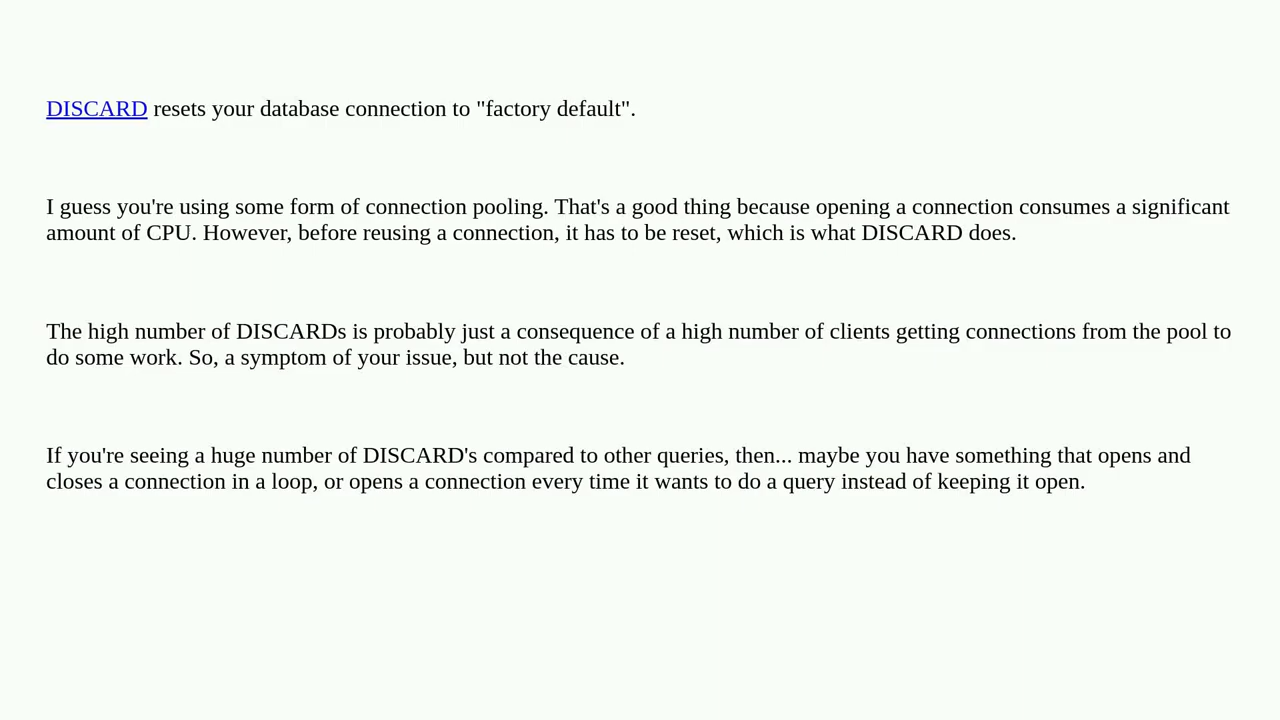 DISCARD resets your database connection to "factory default".
I guess you're using some form of connection pooling. That's a good thing because opening a connection consumes a significant
amount of CPU. However, before reusing a connection, it has to be reset, which is what DISCARD does.
The high number of DISCARDs is probably just a consequence of a high number of clients getting connections from the pool to
do some work. So, a symptom of your issue, but not the cause.
If you're seeing a huge number of DISCARD's compared to other queries, then... maybe you have something that opens and
closes a connection in a loop, or opens a connection every time it wants to do a query instead of keeping it open.